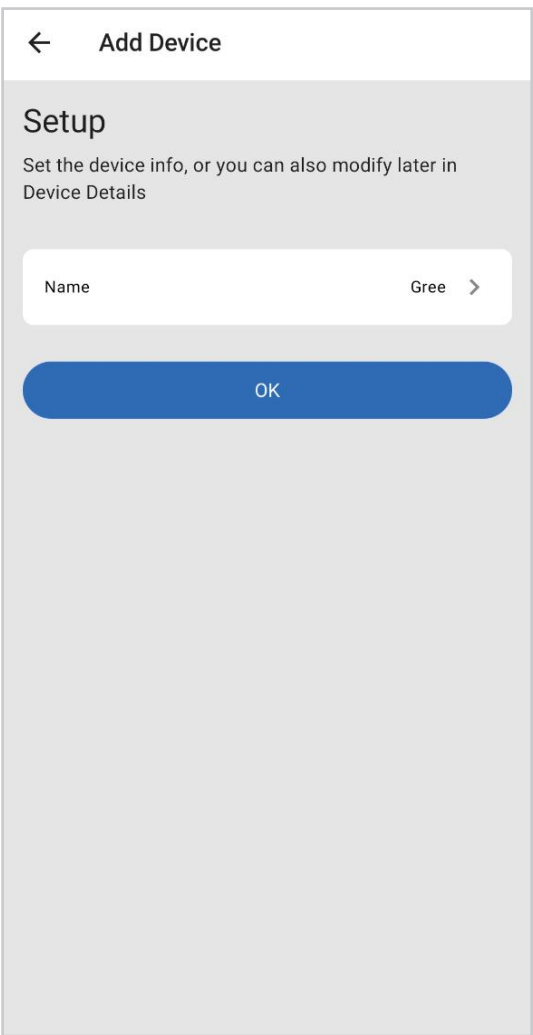 Add Device
Setup
Set the device info, or you can also modify later in
Device Details
Name Gree
OK